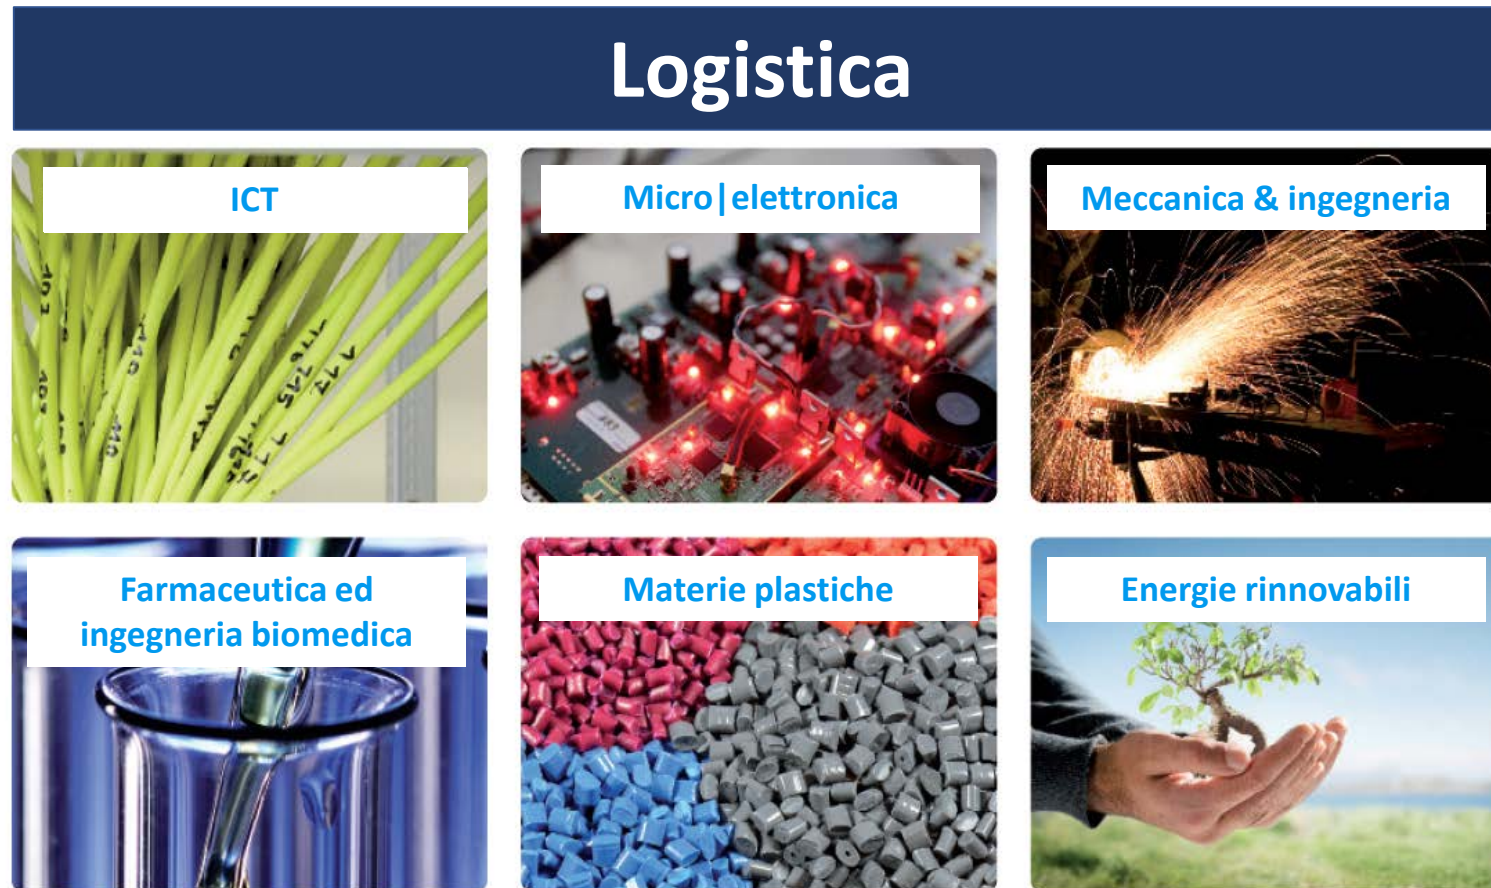 Logistica
ICT
Micro|elettronica
Meccanica & ingegneria
Farmaceutica ed
ingegneria biomedica
Materie plastiche
Energie rinnovabili